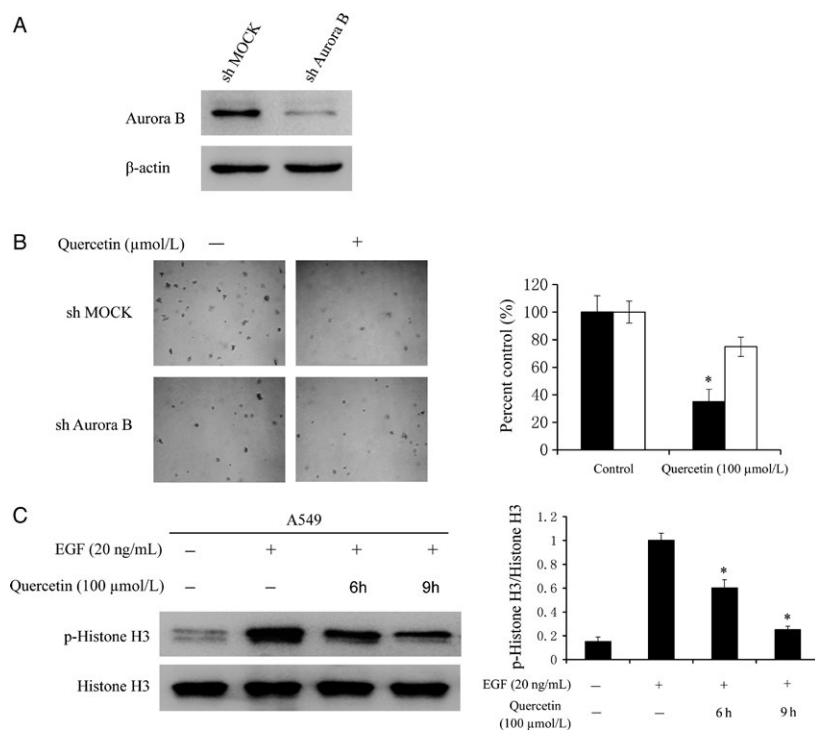 A
sh MOCK
sh Aurora B
Aurora B
β-actin
B
Quercetin (μmol/L) — +
sh MOCK
sh Aurora B
Percent control (%)
120
100
80
60
40
20
0
*
Control
Quercetin (100 μmol/L)
C
A549
EGF (20 ng/mL) – + + +
Quercetin (100 μmol/L) – – 6h 9h
p-Histone H3
Histone H3
p-Histone H3/Histone H3
1.2
1
0.8
0.6
0.4
0.2
0
*
*
EGF (20 ng/mL) – + + +
Quercetin
(100 μmol/L) – – 6 h 9 h